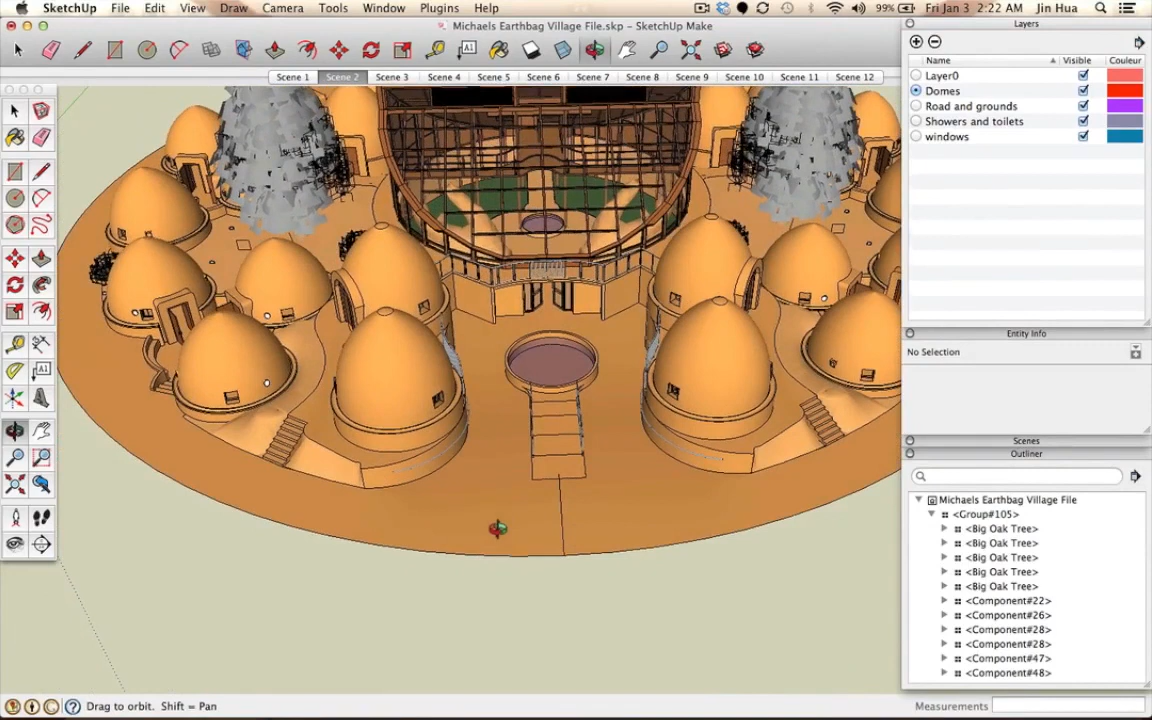 SketchUp File Edit View Draw Camera Tools Window Plugins Help 99% Fri Jan 3 2:22 AM Jin Hua
Michaels Earthbag Village File.skp - SketchUp Make
Layers
Name Visible Couleur
Scene 1 Scene 2 Scene 3 Scene 4 Scene 5 Scene 6 Scene 7 Scene 8 Scene 9 Scene 10 Scene 11 Scene 12
Layer0
Domes
Road and grounds
Showers and toilets
windows
Entity Info
No Selection
Scenes
Outliner
Michaels Earthbag Village File
<Group#105>
<Big Oak Tree>
<Big Oak Tree>
<Big Oak Tree>
<Big Oak Tree>
<Big Oak Tree>
<Component#22>
<Component#26>
<Component#28>
<Component#28>
<Component#47>
<Component#48>
Drag to orbit. Shift = Pan
Measurements